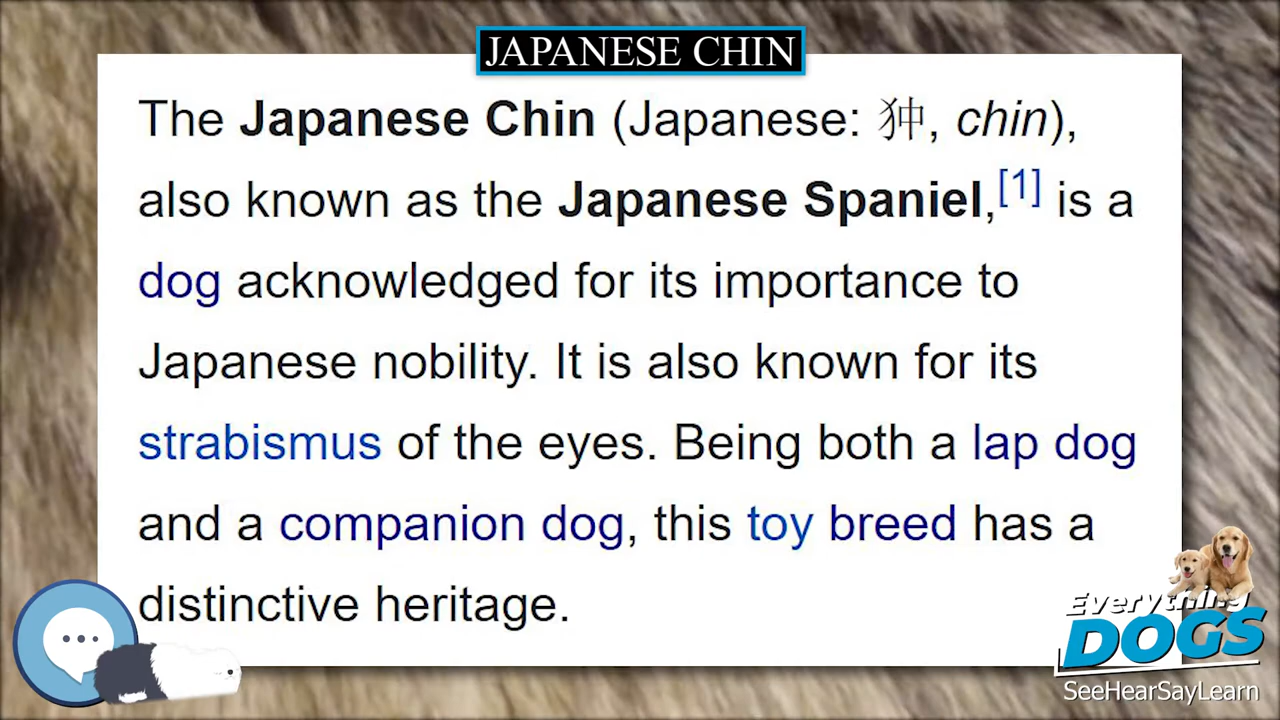 JAPANESE CHIN
The Japanese Chin (Japanese: 狆, chin),
also known as the Japanese Spaniel,[1] is a
dog acknowledged for its importance to
Japanese nobility. It is also known for its
strabismus of the eyes. Being both a lap dog
and a companion dog, this toy breed has a
distinctive heritage.
Everything
DOGS
SeeHearSayLearn